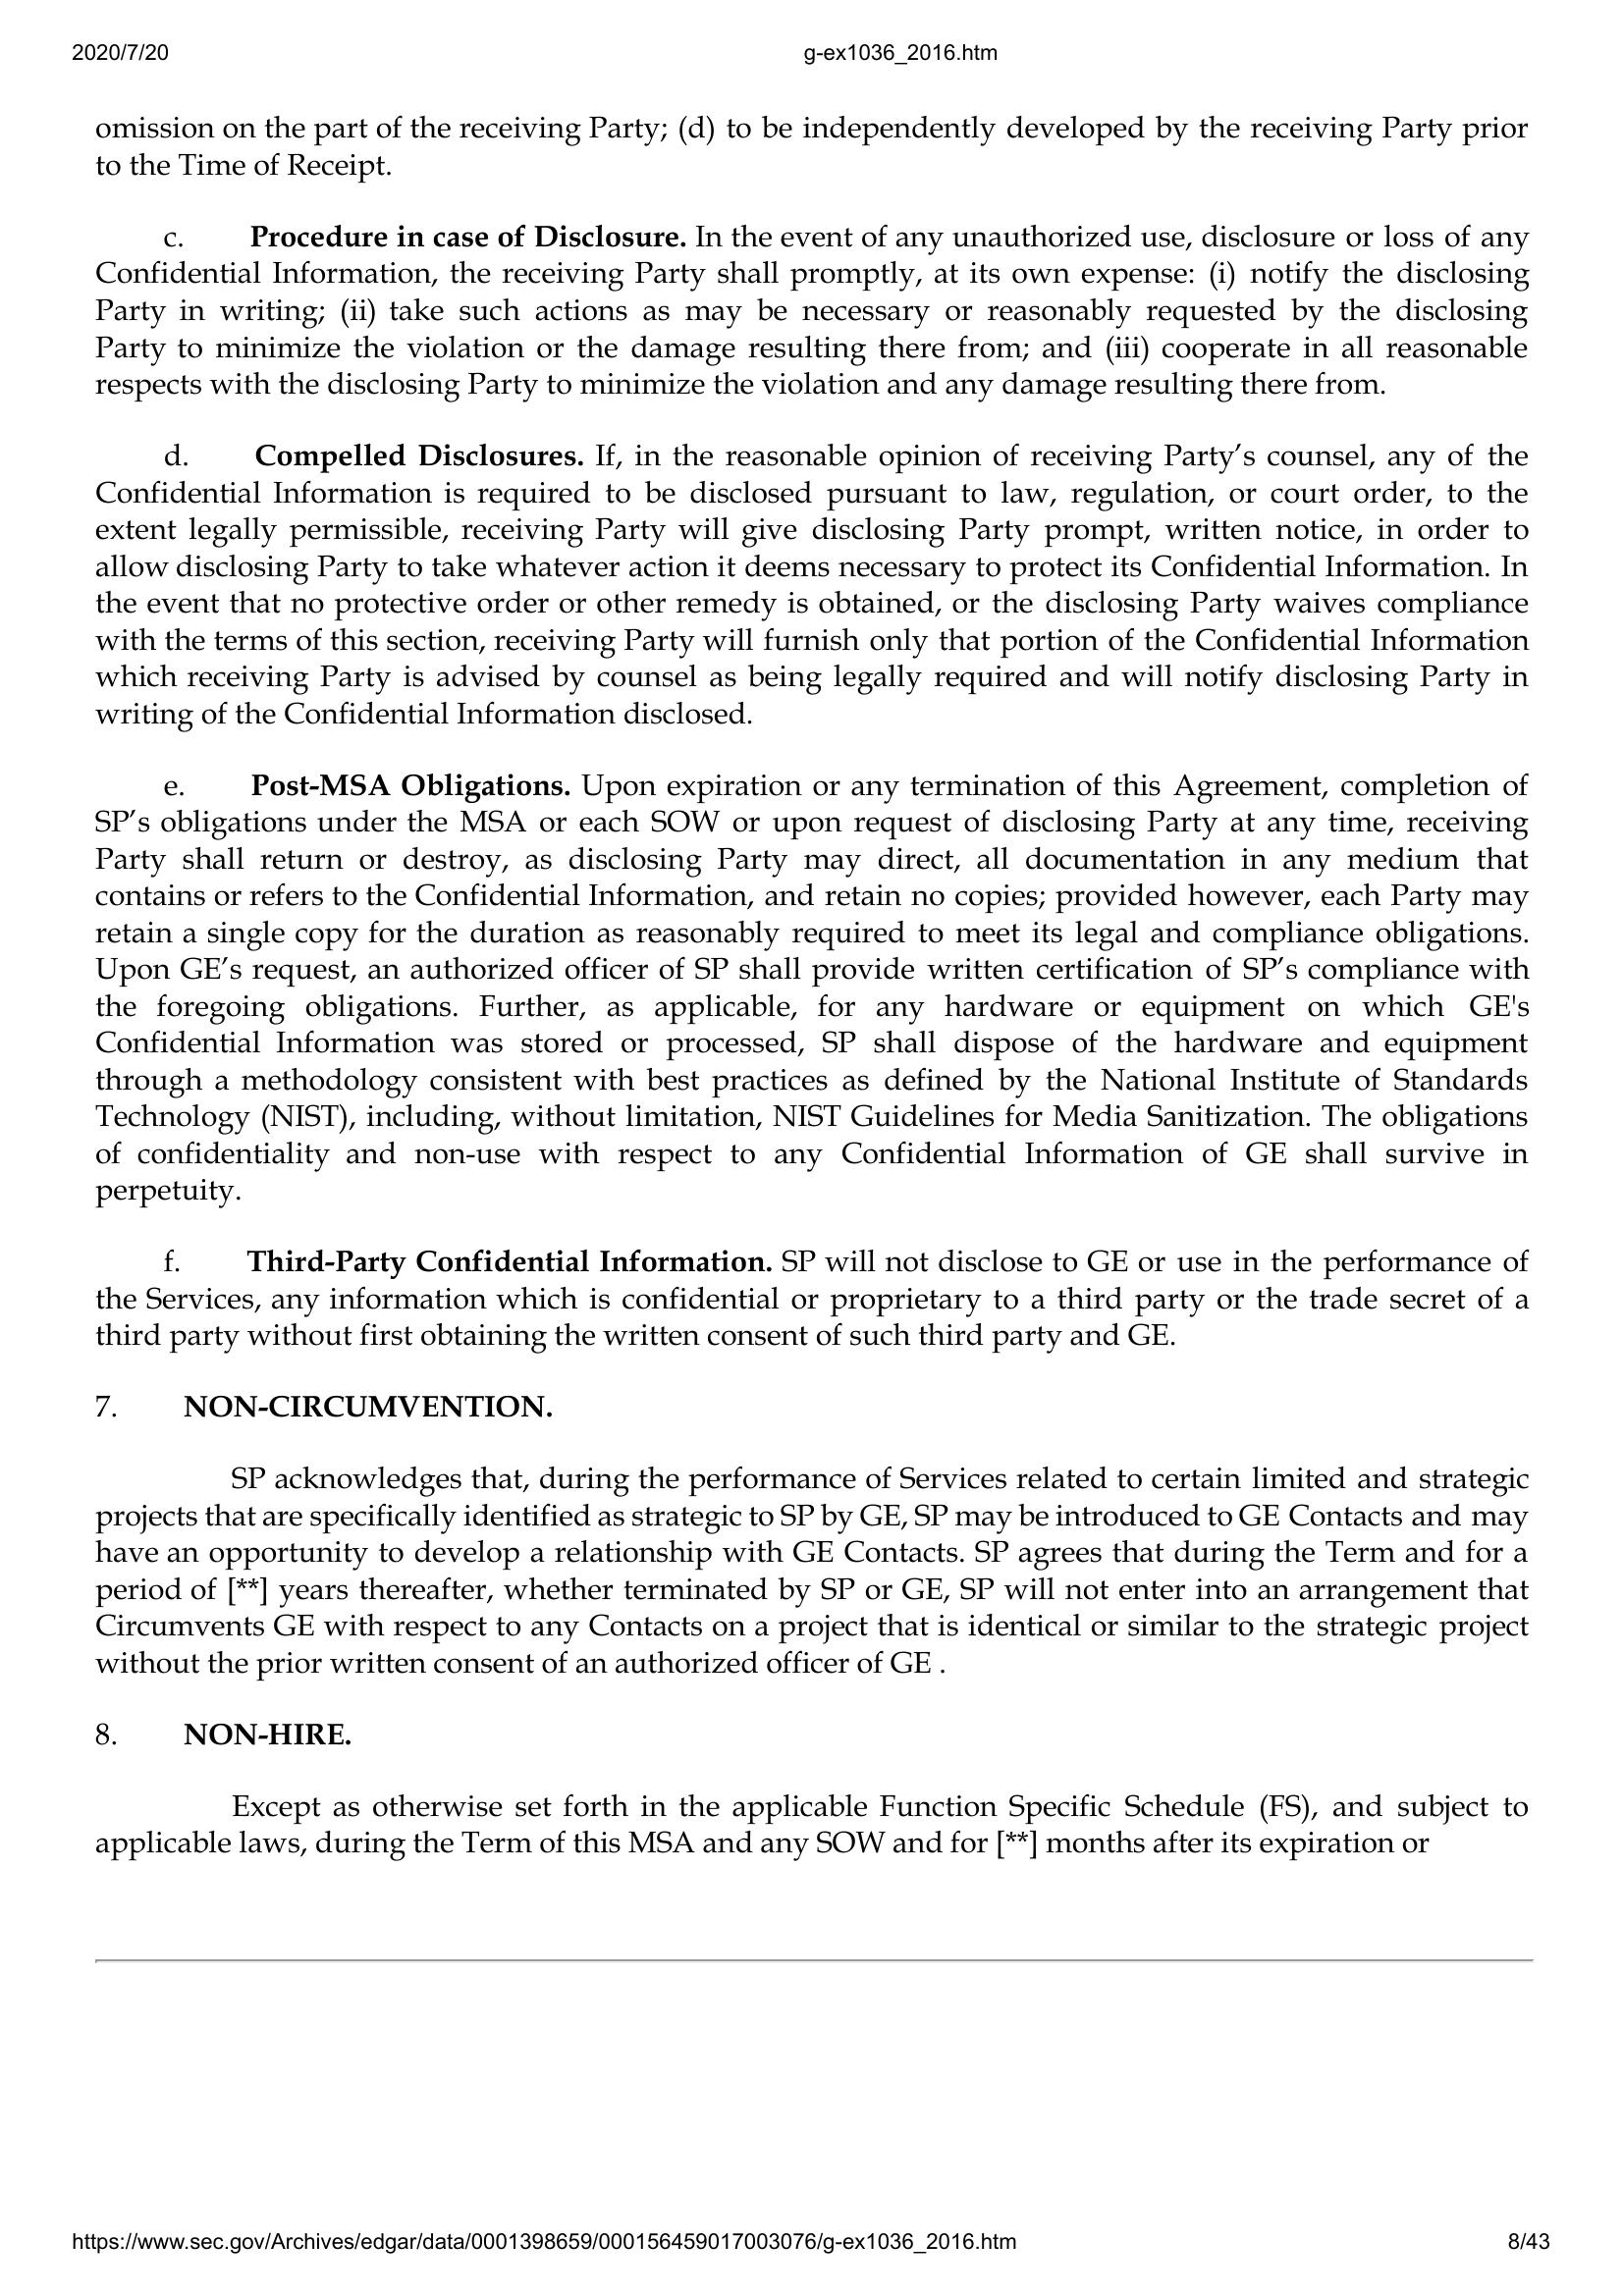 2020/7/20 g-ex1036_2016.htm
omission on the part of the receiving Party; (d) to be independently developed by the receiving Party prior
to the Time of Receipt.
c. Procedure in case of Disclosure. In the event of any unauthorized use, disclosure or loss of any
Confidential Information, the receiving Party shall promptly, at its own expense: (i) notify the disclosing
Party in writing; (ii) take such actions as may be necessary or reasonably requested by the disclosing
Party to minimize the violation or the damage resulting there from; and (iii) cooperate in all reasonable
respects with the disclosing Party to minimize the violation and any damage resulting there from.
d. Compelled Disclosures. If, in the reasonable opinion of receiving Party’s counsel, any of the
Confidential Information is required to be disclosed pursuant to law, regulation, or court order, to the
extent legally permissible, receiving Party will give disclosing Party prompt, written notice, in order to
allow disclosing Party to take whatever action it deems necessary to protect its Confidential Information. In
the event that no protective order or other remedy is obtained, or the disclosing Party waives compliance
with the terms of this section, receiving Party will furnish only that portion of the Confidential Information
which receiving Party is advised by counsel as being legally required and will notify disclosing Party in
writing of the Confidential Information disclosed.
e. Post-MSA Obligations. Upon expiration or any termination of this Agreement, completion of
SP’s obligations under the MSA or each SOW or upon request of disclosing Party at any time, receiving
Party shall return or destroy, as disclosing Party may direct, all documentation in any medium that
contains or refers to the Confidential Information, and retain no copies; provided however, each Party may
retain a single copy for the duration as reasonably required to meet its legal and compliance obligations.
Upon GE’s request, an authorized officer of SP shall provide written certification of SP’s compliance with
the foregoing obligations. Further, as applicable, for any hardware or equipment on which GE's
Confidential Information was stored or processed, SP shall dispose of the hardware and equipment
through a methodology consistent with best practices as defined by the National Institute of Standards
Technology (NIST), including, without limitation, NIST Guidelines for Media Sanitization. The obligations
of confidentiality and non-use with respect to any Confidential Information of GE shall survive in
perpetuity.
f. Third-Party Confidential Information. SP will not disclose to GE or use in the performance of
the Services, any information which is confidential or proprietary to a third party or the trade secret of a
third party without first obtaining the written consent of such third party and GE.
7. NON-CIRCUMVENTION.
SP acknowledges that, during the performance of Services related to certain limited and strategic
projects that are specifically identified as strategic to SP by GE, SP may be introduced to GE Contacts and may
have an opportunity to develop a relationship with GE Contacts. SP agrees that during the Term and for a
period of [**] years thereafter, whether terminated by SP or GE, SP will not enter into an arrangement that
Circumvents GE with respect to any Contacts on a project that is identical or similar to the strategic project
without the prior written consent of an authorized officer of GE .
8. NON-HIRE.
Except as otherwise set forth in the applicable Function Specific Schedule (FS), and subject to
applicable laws, during the Term of this MSA and any SOW and for [**] months after its expiration or
https://www.sec.gov/Archives/edgar/data/0001398659/000156459017003076/g-ex1036_2016.htm 8/43